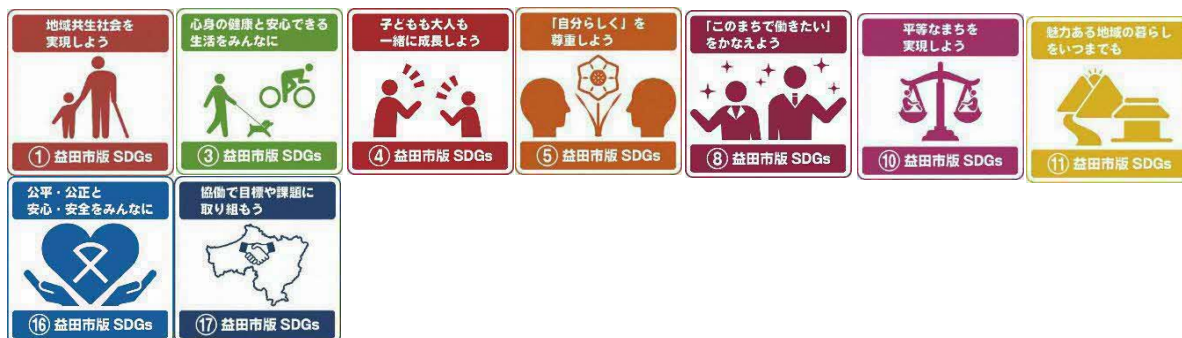 地域共生社会を
実現しよう
① 益田市版 SDGs
心身の健康と安心できる
生活をみんなに
③ 益田市版 SDGs
子どもも大人も
一緒に成長しよう
④ 益田市版 SDGs
「自分らしく」を
尊重しよう
⑤ 益田市版 SDGs
「このまちで働きたい」
をかなえよう
⑧ 益田市版 SDGs
平等なまちを
実現しよう
⑩ 益田市版 SDGs
魅力ある地域の暮らし
をいつまでも
⑪ 益田市版 SDGs
公平・公正と
安心・安全をみんなに
⑯ 益田市版 SDGs
協働で目標や課題に
取り組もう
⑰ 益田市版 SDGs